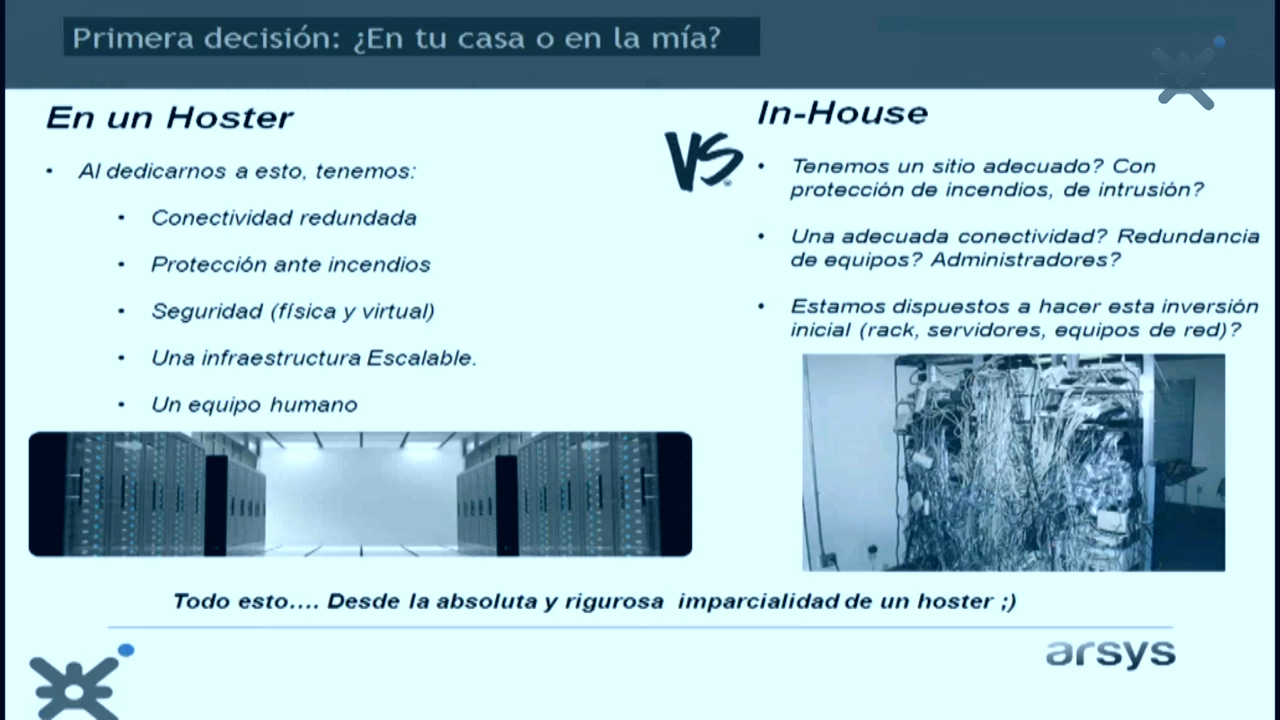 Primera decisión: ¿En tu casa o en la mía?
En un Hoster
• Al dedicarnos a esto, tenemos:
• Conectividad redundada
• Protección ante incendios
• Seguridad (física y virtual)
• Una infraestructura Escalable.
• Un equipo humano
VS.
In-House
• Tenemos un sitio adecuado? Con
protección de incendios, de intrusión?
• Una adecuada conectividad? Redundancia
de equipos? Administradores?
• Estamos dispuestos a hacer esta inversión
inicial (rack, servidores, equipos de red)?
Todo esto.... Desde la absoluta y rigurosa imparcialidad de un hoster ;)
arsys